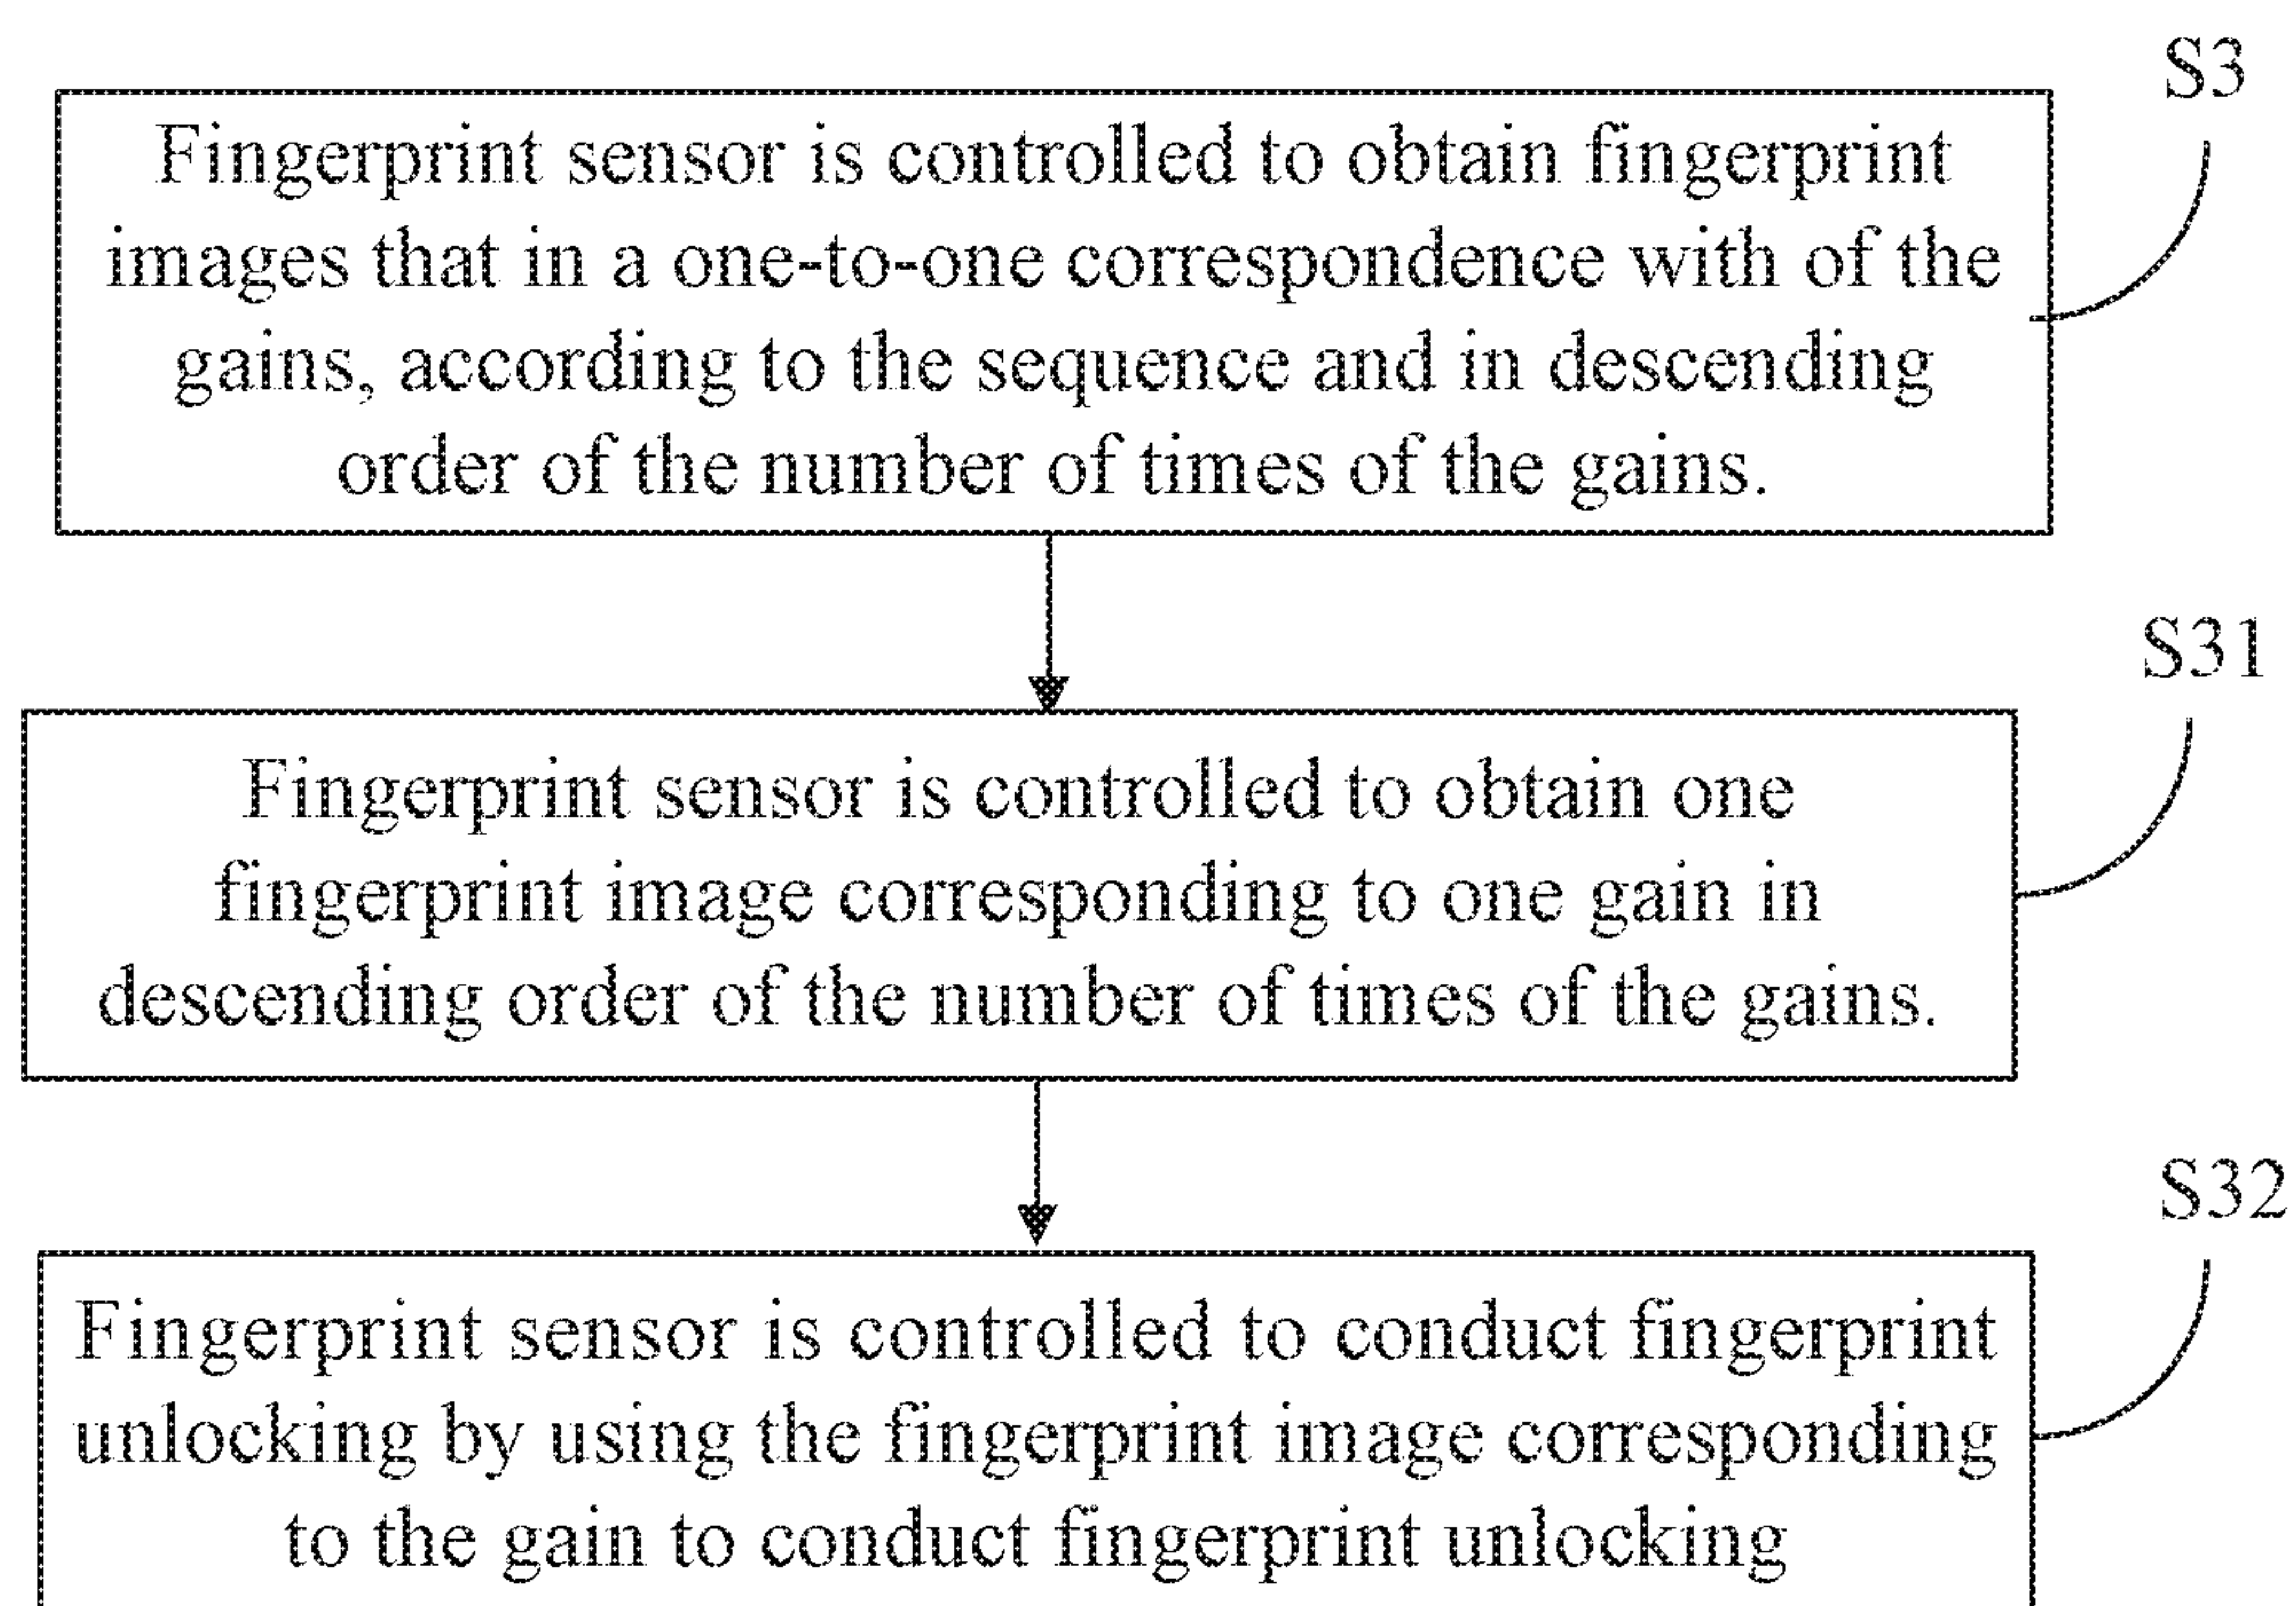 S3
Fingerprint sensor is controlled to obtain fingerprint
images that in a one-to-one correspondence with of the
gains, according to the sequence and in descending
order of the number of times of the gains.
S31
Fingerprint sensor is controlled to obtain one
fingerprint image corresponding to one gain in
descending order of the number of times of the gains.
S32
Fingerprint sensor is controlled to conduct fingerprint
unlocking by using the fingerprint image corresponding
to the gain to conduct fingerprint unlocking